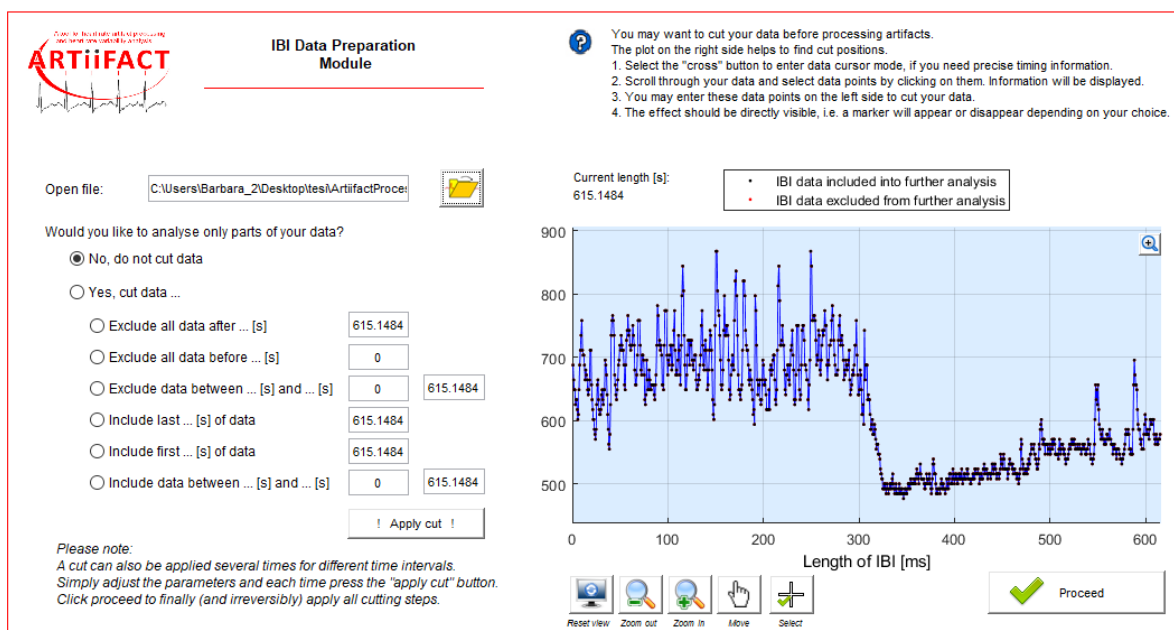 A tool for heart rate artifact processing
and heart rate variability analysis
ARTiiFACT
IBI Data Preparation
Module
?
You may want to cut your data before processing artifacts.
The plot on the right side helps to find cut positions.
1. Select the "cross" button to enter data cursor mode, if you need precise timing information.
2. Scroll through your data and select data points by clicking on them. Information will be displayed.
3. You may enter these data points on the left side to cut your data.
4. The effect should be directly visible, i.e. a marker will appear or disappear depending on your choice.
Open file:
C:\Users\Barbara_2\Desktop\tesi\ArtiifactProces
Would you like to analyse only parts of your data?
No, do not cut data
Yes, cut data ...
Exclude all data after ... [s] 615.1484
Exclude all data before ... [s] 0
Exclude data between ... [s] and ... [s] 0 615.1484
Include last ... [s] of data 615.1484
Include first ... [s] of data 615.1484
Include data between ... [s] and ... [s] 0 615.1484
! Apply cut !
Please note:
A cut can also be applied several times for different time intervals.
Simply adjust the parameters and each time press the "apply cut" button.
Click proceed to finally (and irreversibly) apply all cutting steps.
Current length [s]:
615.1484
IBI data included into further analysis
IBI data excluded from further analysis
900
800
700
600
500
0 100 200 300 400 500 600
Length of IBI [ms]
Reset view Zoom out Zoom in Move Select
Proceed